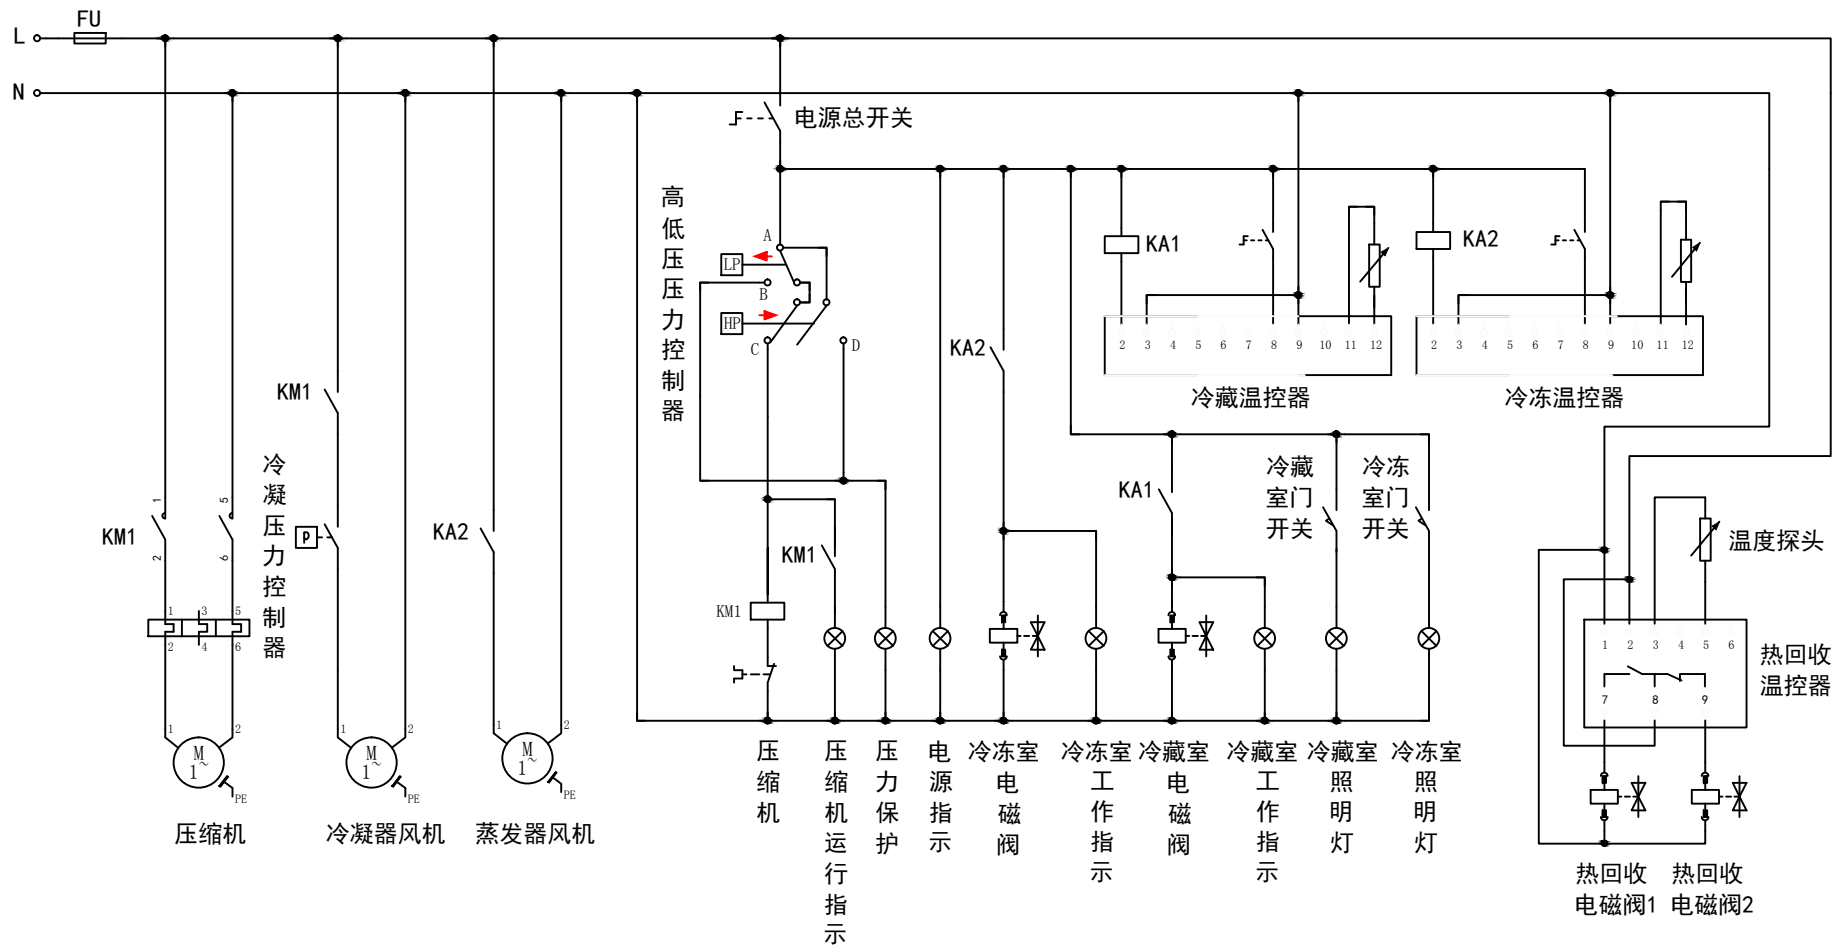 FU
L
N
电源总开关
高低压压力控制器
A
LP
B
HP
C
D
KA1
KA2
2 3 4 5 6 7 8 9 10 11 12
2 3 4 5 6 7 8 9 10 11 12
冷藏温控器
冷冻温控器
KM1
KA2
冷凝压力控制器
P
1
5
KM1
2
6
KA2
KM1
KM1
KA1
冷藏
室门
开关
冷冻
室门
开关
温度探头
1 3 5
2 4 6
1 2 3 4 5 6
7 8 9
热回收
温控器
1 2
M
1~
PE
1 2
M
1~
PE
1 2
M
1~
PE
压缩机
冷凝器风机
蒸发器风机
压缩机
压缩机运行指示
压力保护
电源指示
冷冻室
电磁阀
冷冻室
工作指示
冷藏室
电磁阀
冷藏室
工作指示
冷藏室
照明灯
冷冻室
照明灯
热回收
电磁阀1
热回收
电磁阀2